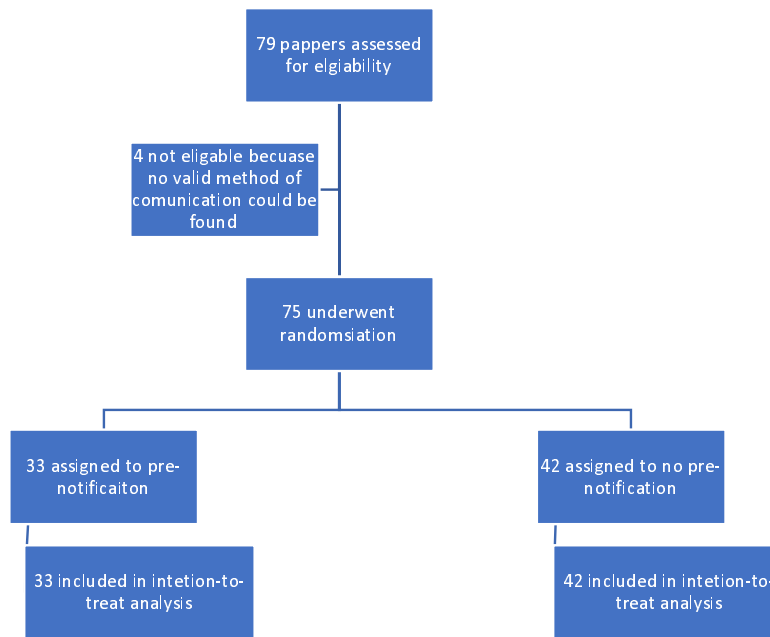 79 pappers assessed
for elgiability
4 not eligable becuase
no valid method of
comunication could be
found
75 underwent
randomsiation
33 assigned to pre-
notificaiton
42 assigned to no pre-
notification
33 included in intetion-to-
treat analysis
42 included in intetion-to-
treat analysis